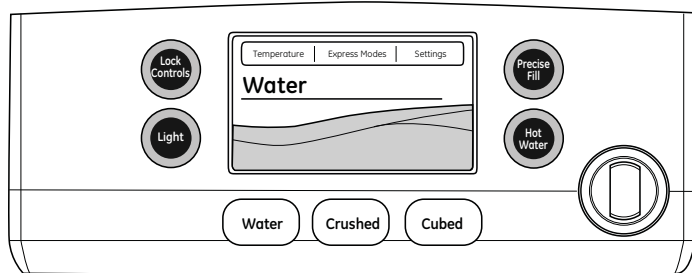 Lock
Controls
Light
Temperature | Express Modes | Settings
Water
Precise
Fill
Hot
Water
Water
Crushed
Cubed